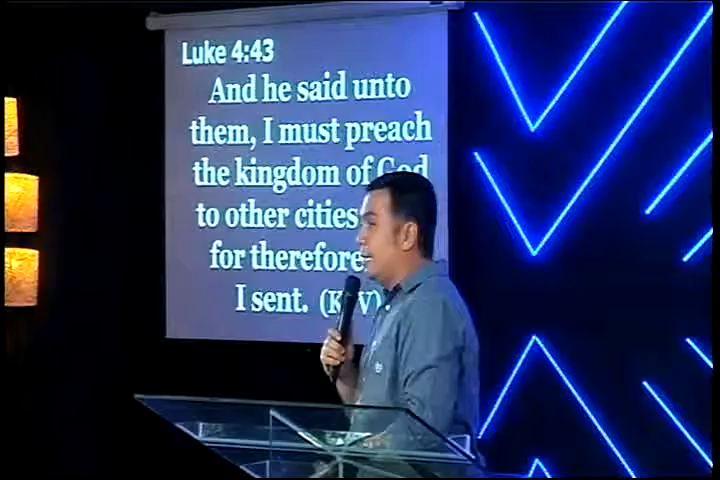 Luke 4:43
And he said unto
them, I must preach
the kingdom of God
to other cities
for therefore
I sent. (KJV)